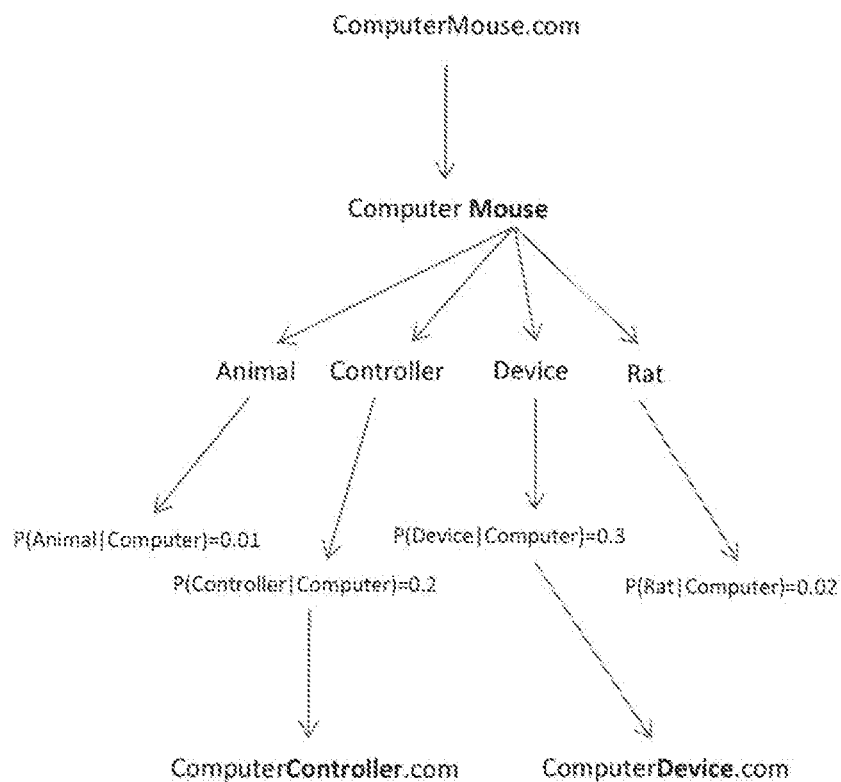 ComputerMouse.com
Computer Mouse
Animal Controller Device Rat
P(Animal|Computer)=0.01
P(Device|Computer)=0.3
P(Controller|Computer)=0.2
P(Rat|Computer)=0.02
ComputerController.com
ComputerDevice.com